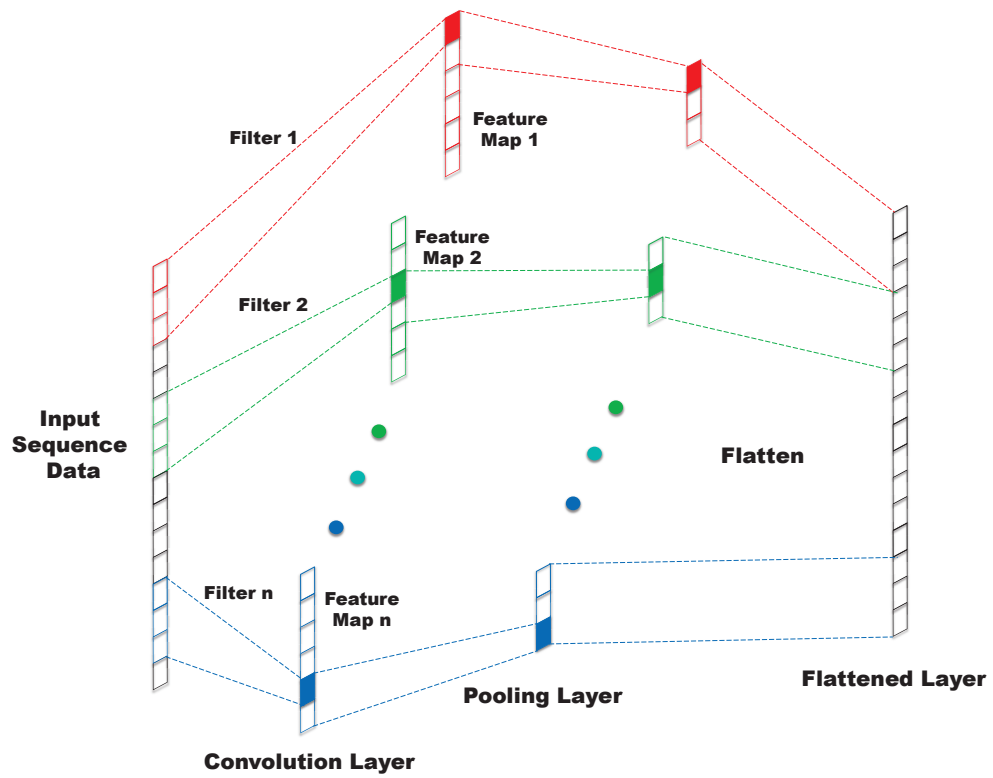 Filter 1
Feature
Map 1
Feature
Map 2
Filter 2
Input
Sequence
Data
Flatten
Filter n
Feature
Map n
Pooling Layer
Flattened Layer
Convolution Layer